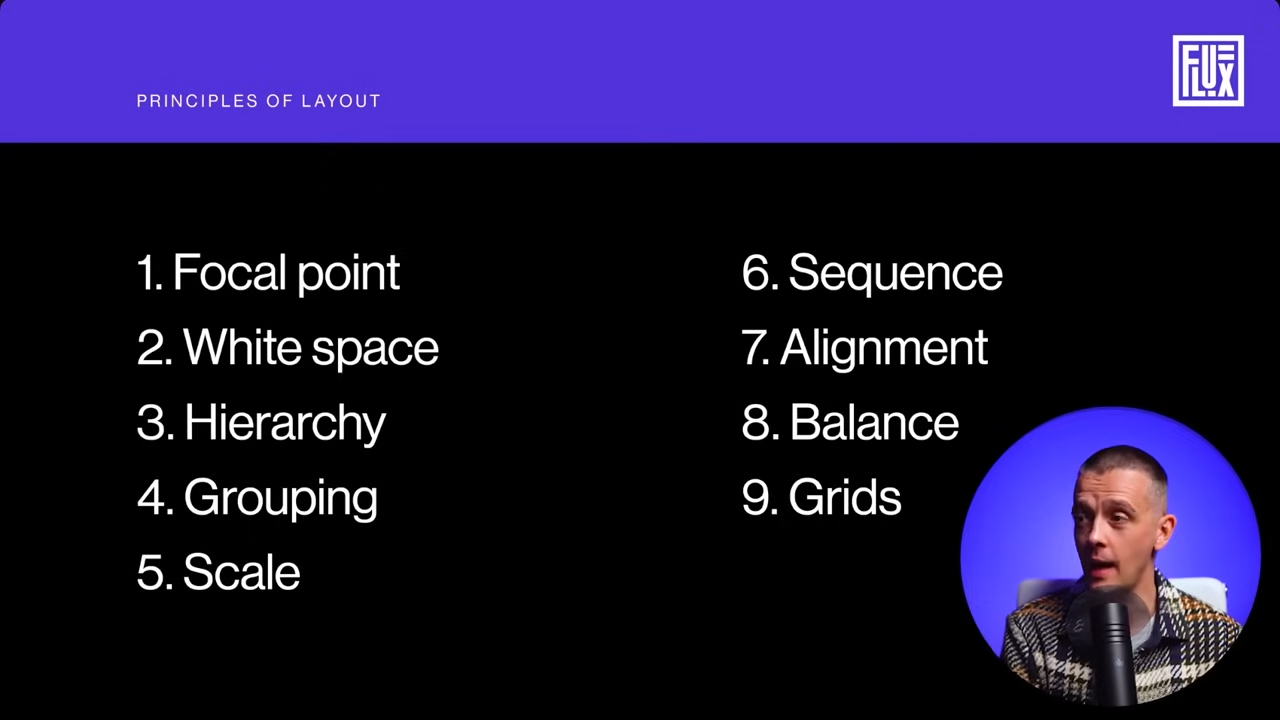 PRINCIPLES OF LAYOUT
FLUX
1. Focal point
2. White space
3. Hierarchy
4. Grouping
5. Scale
6. Sequence
7. Alignment
8. Balance
9. Grids